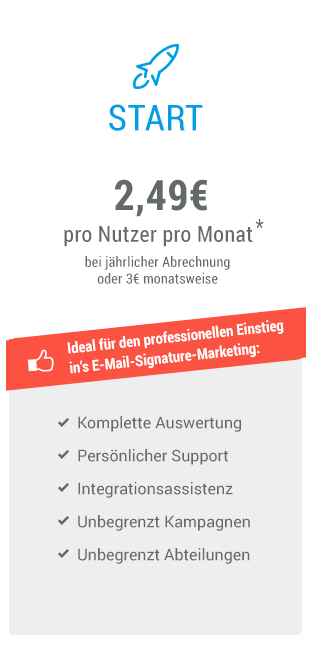 START
2,49€
pro Nutzer pro Monat*
bei jährlicher Abrechnung
oder 3€ monatsweise
Ideal für den professionellen Einstieg
in's E-Mail-Signature-Marketing:
Komplette Auswertung
Persönlicher Support
Integrationsassistenz
Unbegrenzt Kampagnen
Unbegrenzt Abteilungen